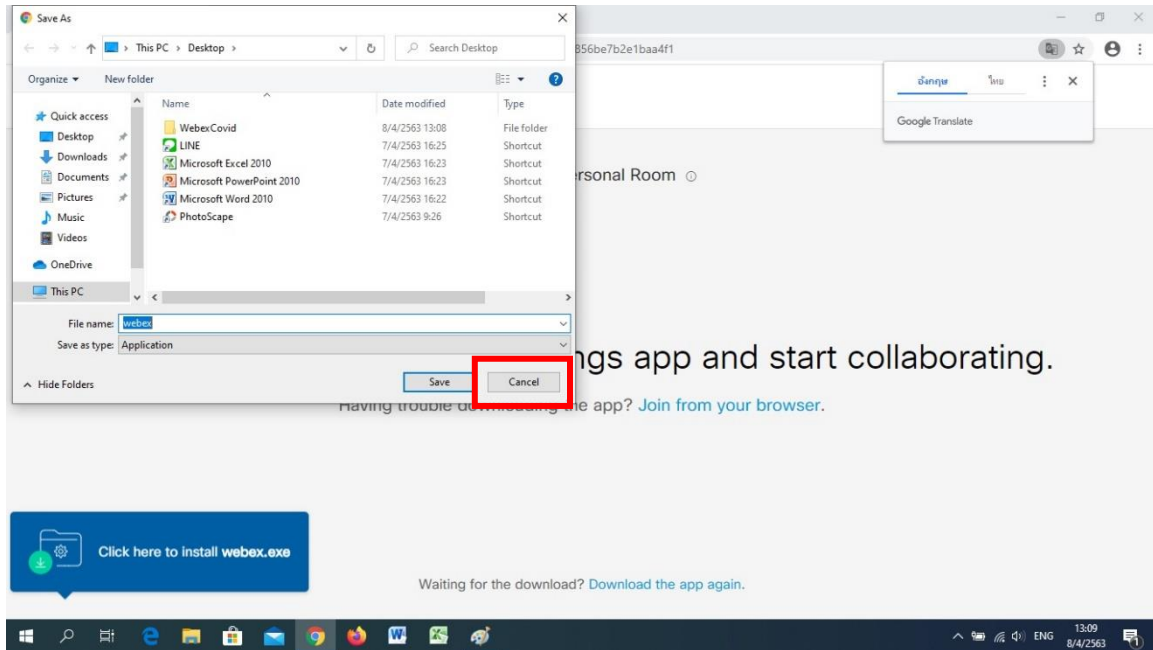 Save As
This PC > Desktop >
Search Desktop
856be7b2e1baa4f1
Organize
New folder
อังกฤษ
ไทย
Google Translate
Name
Date modified
Type
Quick access
Desktop
Downloads
Documents
Pictures
Music
Videos
OneDrive
This PC
WebexCovid 8/4/2563 13:08 File folder
LINE 7/4/2563 16:25 Shortcut
Microsoft Excel 2010 7/4/2563 16:23 Shortcut
Microsoft PowerPoint 2010 7/4/2563 16:23 Shortcut
Microsoft Word 2010 7/4/2563 16:22 Shortcut
PhotoScape 7/4/2563 9:26 Shortcut
rsonal Room
File name: webex
Save as type: Application
Hide Folders
Save
Cancel
ngs app and start collaborating.
Having trouble downloading the app? Join from your browser.
Click here to install webex.exe
Waiting for the download? Download the app again.
ENG
13:09
8/4/2563
1